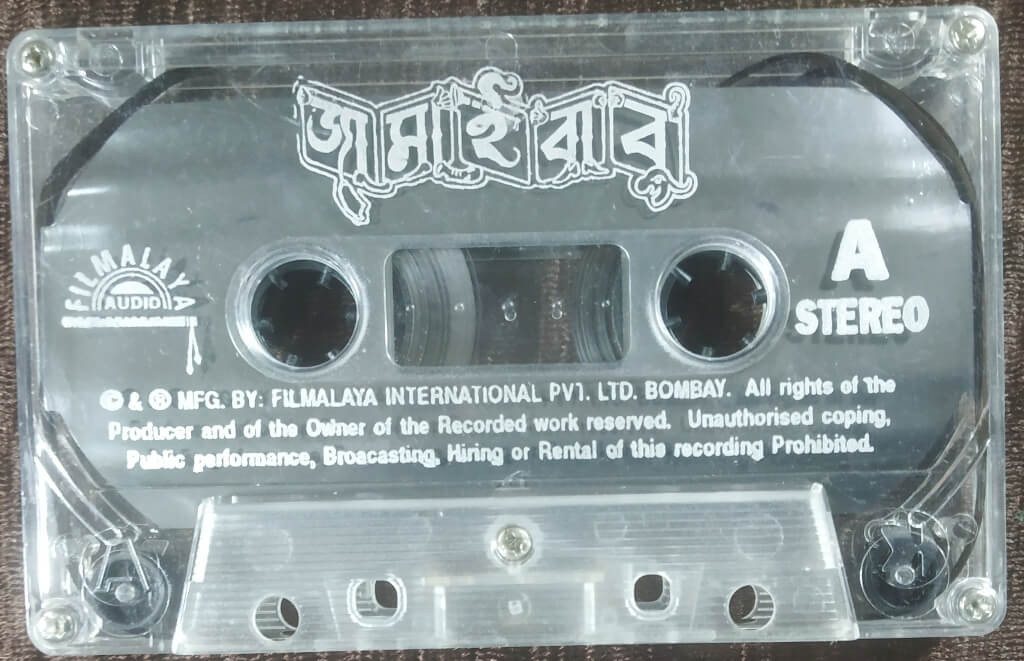 জামাইবাবু
FILMALAYA
AUDIO
A
STEREO
© & ® MFG. BY: FILMALAYA INTERNATIONAL PVT. LTD. BOMBAY. All rights of the
Producer and of the Owner of the Recorded work reserved. Unauthorised coping,
Public performance, Broacasting, Hiring or Rental of this recording Prohibited.
A